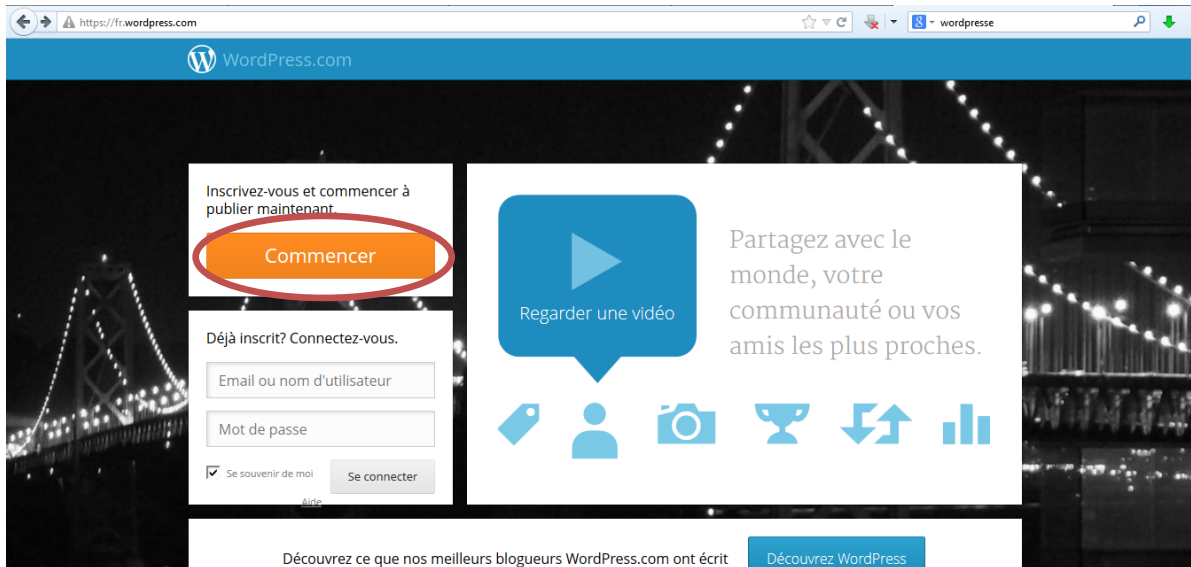 https://fr.wordpress.com
wordpresse
WordPress.com
Inscrivez-vous et commencer à
publier maintenant.
Commencer
Déjà inscrit? Connectez-vous.
Email ou nom d'utilisateur
Mot de passe
Se souvenir de moi
Se connecter
Aide
Regarder une vidéo
Partagez avec le
monde, votre
communauté ou vos
amis les plus proches.
Découvrez ce que nos meilleurs blogueurs WordPress.com ont écrit
Découvrez WordPress